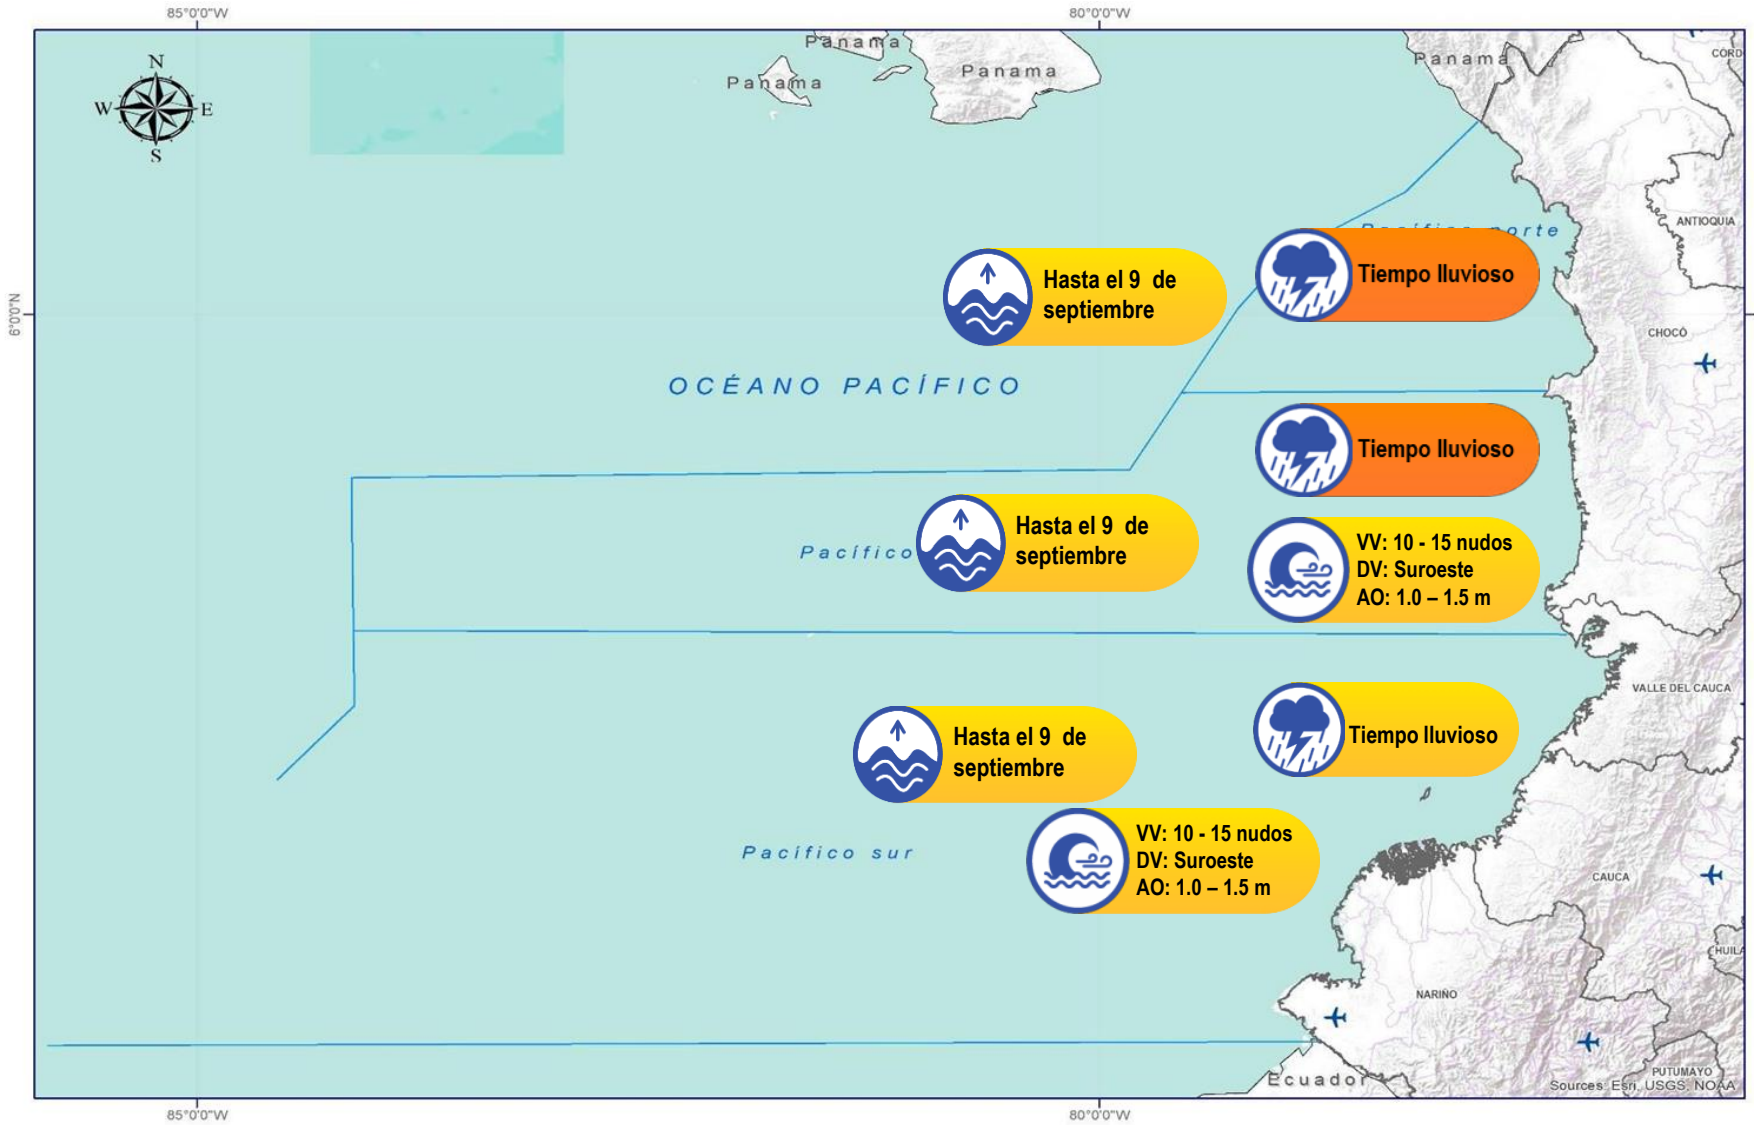 85°0'0"W
80°0'0"W
N
W
E
S
Panama
Panama
Panama
Panama
ANTIOQUIA
Pacífico norte
Tiempo lluvioso
Hasta el 9 de
septiembre
6°0'0"N
CHOCÓ
OCÉANO PACÍFICO
Tiempo lluvioso
Hasta el 9 de
septiembre
Pacífico
VV: 10 - 15 nudos
DV: Suroeste
AO: 1.0 – 1.5 m
VALLE DEL CAUCA
Tiempo lluvioso
Hasta el 9 de
septiembre
VV: 10 - 15 nudos
DV: Suroeste
AO: 1.0 – 1.5 m
Pacífico sur
CAUCA
HUILA
NARIÑO
PUTUMAYO
Ecuador
Sources: Esri, USGS, NOAA
85°0'0"W
80°0'0"W